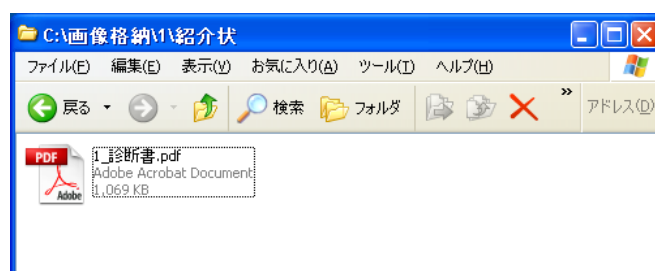 C:\画像格納\1\紹介状
ファイル(F) 編集(E) 表示(V) お気に入り(A) ツール(T) ヘルプ(H)
戻る 検索 フォルダ » アドレス(D)
PDF
Adobe
1_診断書.pdf
Adobe Acrobat Document
1,069 KB